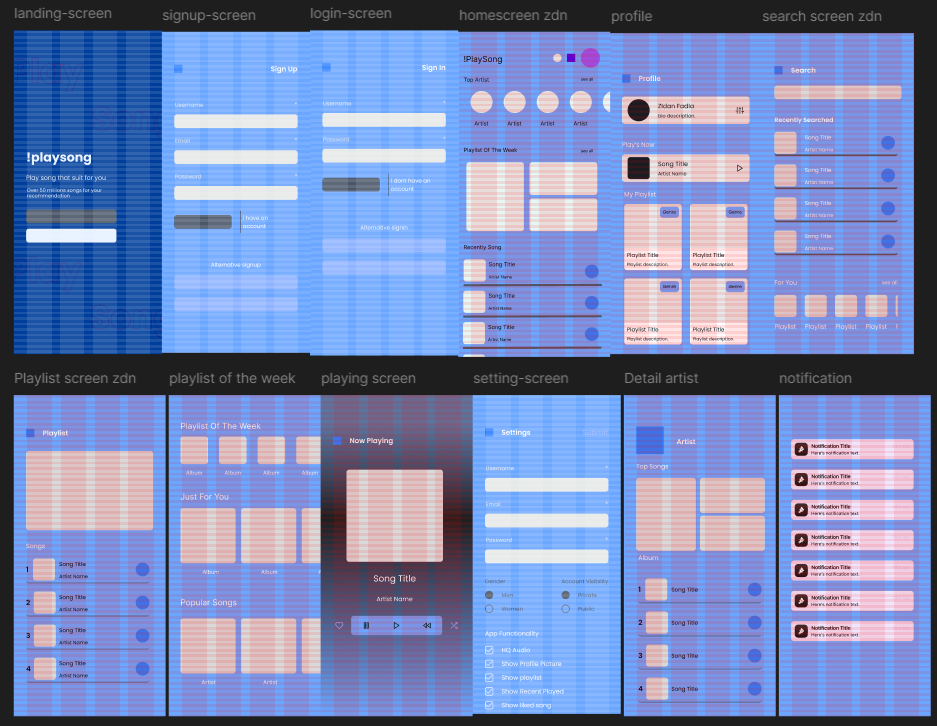 landing-screen
signup-screen
login-screen
homescreen zdn
profile
search screen zdn
!playsong
Play song that suit for you
Over 50 millions songs for your
recommendation
Sign Up
Username
*
Email
*
Password
*
I have an
account
Alternative signup
Sign In
Username
*
Password
*
I dont have an
account
Alternative signin
!PlaySong
Top Artist
see all
Artist
Artist
Artist
Artist
Playlist Of The Week
see all
Recently Song
Song Title
Artist Name
Song Title
Artist Name
Song Title
Artist Name
Profile
Zidan Fadla
bio description.
Play's Now
Song Title
Artist Name
My Playlist
Genre
Genre
Playlist Title
Playlist description.
Playlist Title
Playlist description.
Genre
Genre
Playlist Title
Playlist description.
Playlist Title
Playlist description.
Search
Recently Searched
Song Title
Artist Name
Song Title
Artist Name
Song Title
Artist Name
Song Title
Artist Name
For You
see all
Playlist
Playlist
Playlist
Playlist
Playlist screen zdn
playlist of the week
playing screen
setting-screen
Detail artist
notification
Playlist
Songs
1
Song Title
Artist Name
2
Song Title
Artist Name
3
Song Title
Artist Name
4
Song Title
Artist Name
Playlist Of The Week
Album
Album
Album
Album
Just For You
Album
Album
Popular Songs
Artist
Artist
Now Playing
Song Title
Artist Name
Settings
Username
*
Email
*
Password
*
Gender
Account Visibility
Men
Private
Women
Public
App Functionality
HQ Audio
Show Profile Picture
Show playlist
Show Recent Played
Show liked song
Artist
Top Songs
Album
1
Song Title
2
Song Title
3
Song Title
4
Song Title
Notification Title
Here's notification text.
Notification Title
Here's notification text.
Notification Title
Here's notification text.
Notification Title
Here's notification text.
Notification Title
Here's notification text.
Notification Title
Here's notification text.
Notification Title
Here's notification text.